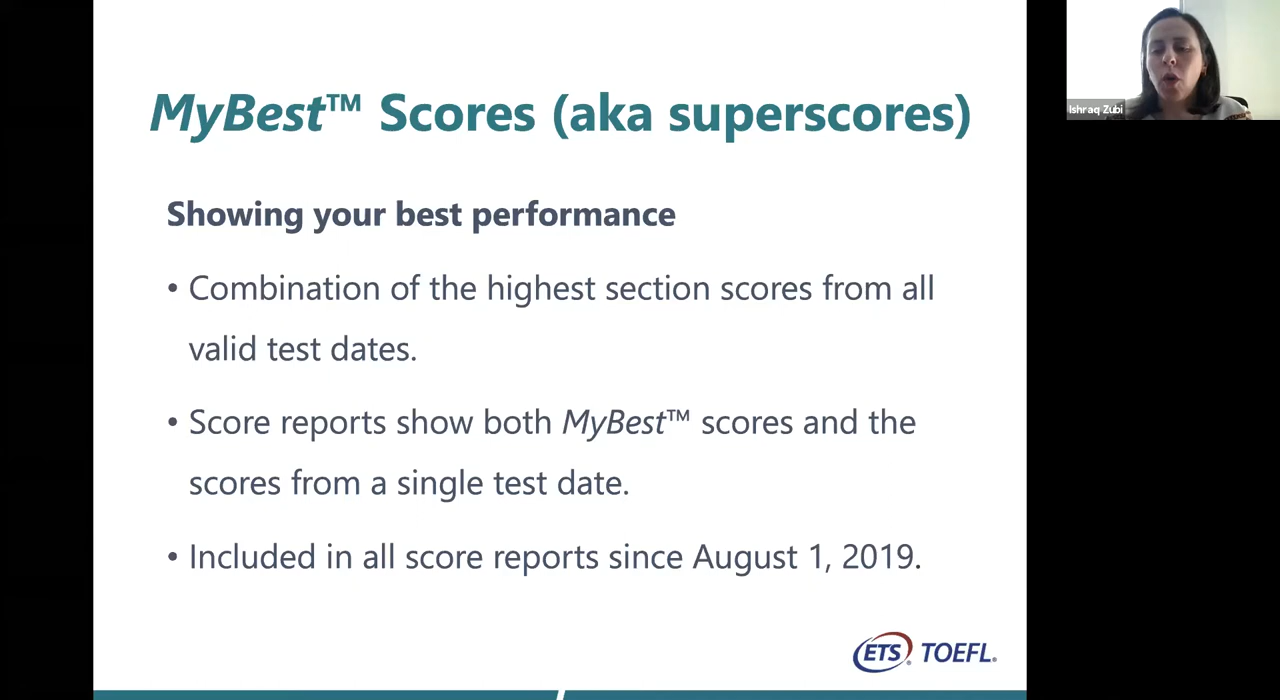 MyBest™ Scores (aka superscores)
Ishraq Zubi
Showing your best performance
• Combination of the highest section scores from all
valid test dates.
• Score reports show both MyBest™ scores and the
scores from a single test date.
• Included in all score reports since August 1, 2019.
ETS® TOEFL®